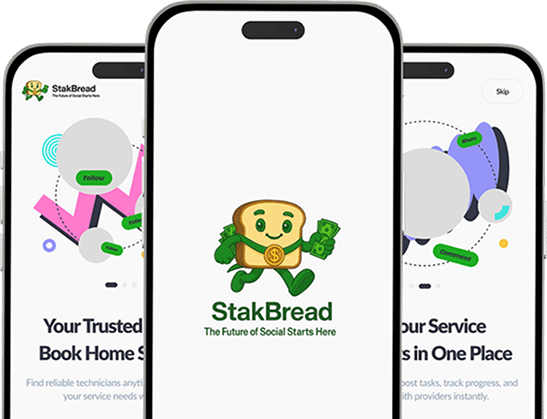 StakBread
The Future of Social Starts Here
Follow
Your Trusted
Book Home S
Find reliable technicians anyti
your service needs w
StakBread
The Future of Social Starts Here
Skip
Share
Comment
our Service
s in One Place
post tasks, track progress, and
th providers instantly.